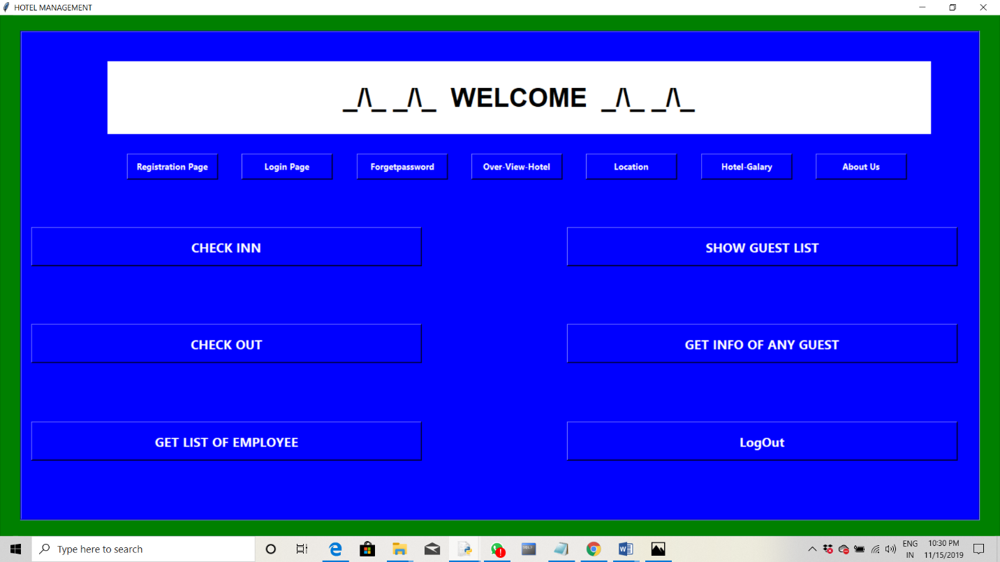 HOTEL MANAGEMENT
_/\_ _/\_ WELCOME _/\_ _/\_
Registration Page Login Page Forgetpassword Over-View-Hotel Location Hotel-Galary About Us
CHECK INN SHOW GUEST LIST
CHECK OUT GET INFO OF ANY GUEST
GET LIST OF EMPLOYEE LogOut
Type here to search
ENG 10:30 PM
IN 11/15/2019